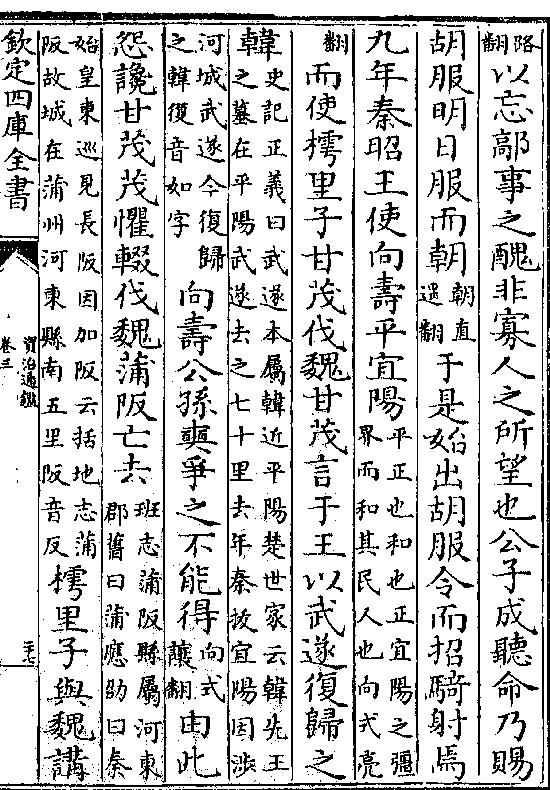 路翻以忘鄗事之醜非寡人之所望也公子成聽命乃賜
胡服明日服而朝朝直遥翻于是始出胡服令而招騎射焉
九年秦昭王使向壽平宜陽平正也和也正宜陽之彊界而和其民人也向式亮
翻而使樗里子甘茂伐魏甘茂言于王以武遂復歸之
韓史記正義曰武遂本屬韓近平陽楚世家云韓先王之墓在平陽武遂去之七十里去年秦拔宜陽因涉
河城武遂今復歸之韓復音如字向壽公孫奭爭之不能得向式讓翻由此
怨讒甘茂茂懼輟伐魏蒲阪亡去班志蒲阪縣屬河東郡舊曰蒲應劭曰秦
始皇東巡見長阪因加阪云括地志蒲阪故城在蒲州河東縣南五里阪音反樗里子與魏講
欽定四庫全書
資治通鑑
卷三